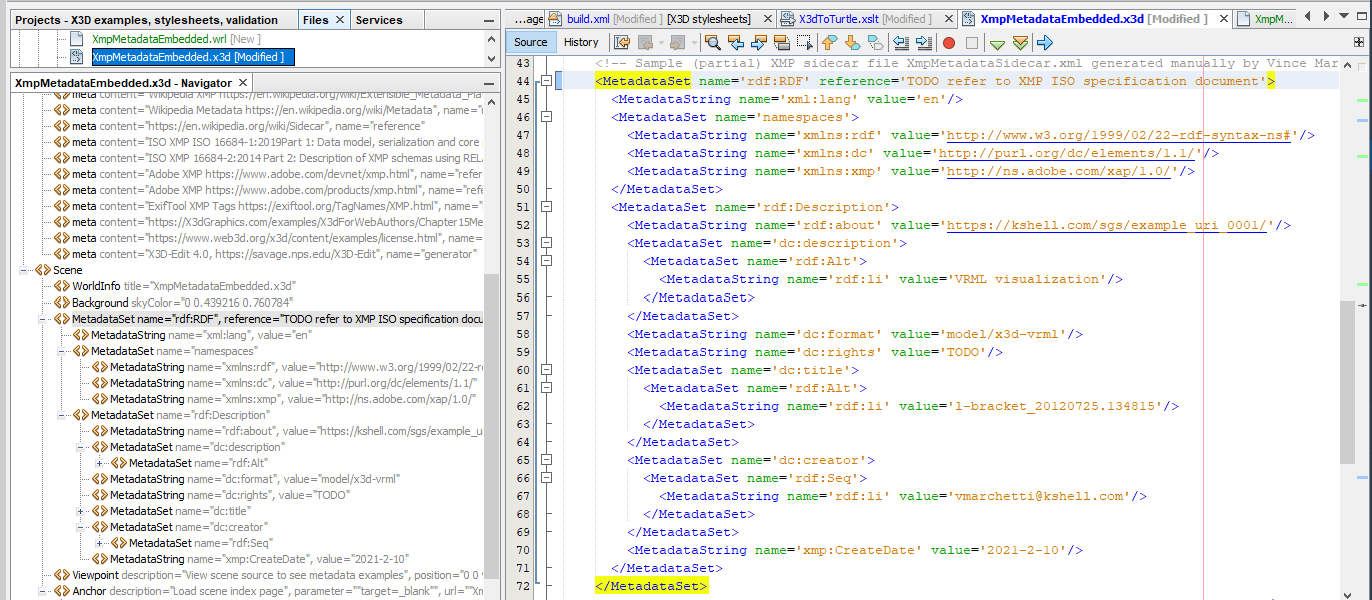 Projects - X3D examples, stylesheets, validation
Files
Services
XmpMetadataEmbedded.wrl [New ]
XmpMetadataEmbedded.x3d [Modified ]
XmpMetadataEmbedded.x3d - Navigator
meta content="Wikipedia XMP https://en.wikipedia.org/wiki/Extensible_Metadata_Pla
meta content="Wikipedia Metadata https://en.wikipedia.org/wiki/Metadata", name="r
meta content="https://en.wikipedia.org/wiki/Sidecar", name="reference"
meta content="ISO XMP ISO 16684-1:2019Part 1: Data model, serialization and core
meta content="ISO XMP 16684-2:2014 Part 2: Description of XMP schemas using RELA
meta content="Adobe XMP https://www.adobe.com/devnet/xmp.html", name="refer
meta content="Adobe XMP https://www.adobe.com/products/xmp.html", name="refe
meta content="ExifTool XMP Tags https://exiftool.org/TagNames/XMP.html", name="
meta content="https://X3dGraphics.com/examples/X3dForWebAuthors/Chapter15Me
meta content="https://www.web3d.org/x3d/content/examples/license.html", name=
meta content="X3D-Edit 4.0, https://savage.nps.edu/X3D-Edit", name="generator"
Scene
WorldInfo title="XmpMetadataEmbedded.x3d"
Background skyColor="0 0.439216 0.760784"
MetadataSet name="rdf:RDF", reference="TODO refer to XMP ISO specification docu
MetadataString name="xml:lang", value="en"
MetadataSet name="namespaces"
MetadataString name="xmlns:rdf", value="http://www.w3.org/1999/02/22-r
MetadataString name="xmlns:dc", value="http://purl.org/dc/elements/1.1/"
MetadataString name="xmlns:xmp", value="http://ns.adobe.com/xap/1.0/"
MetadataSet name="rdf:Description"
MetadataString name="rdf:about", value="https://kshell.com/sgs/example_u
MetadataSet name="dc:description"
MetadataSet name="rdf:Alt"
MetadataString name="dc:format", value="model/x3d-vrml"
MetadataString name="dc:rights", value="TODO"
MetadataSet name="dc:title"
MetadataSet name="dc:creator"
MetadataSet name="rdf:Seq"
MetadataString name="xmp:CreateDate", value="2021-2-10"
Viewpoint description="View scene source to see metadata examples", position="0 0
Anchor description="Load scene index page", parameter=""target=_blank"", url=""Xm
...age
build.xml [Modified ] [X3D stylesheets]
X3dToTurtle.xslt [Modified ]
XmpMetadataEmbedded.x3d [Modified ]
XmpM...
Source History
43 <!-- Sample (partial) XMP sidecar file XmpMetadataSidecar.xml generated manually by Vince Mar
44 <MetadataSet name='rdf:RDF' reference='TODO refer to XMP ISO specification document'>
45 <MetadataString name='xml:lang' value='en'/>
46 <MetadataSet name='namespaces'>
47 <MetadataString name='xmlns:rdf' value='http://www.w3.org/1999/02/22-rdf-syntax-ns#'/>
48 <MetadataString name='xmlns:dc' value='http://purl.org/dc/elements/1.1/'/>
49 <MetadataString name='xmlns:xmp' value='http://ns.adobe.com/xap/1.0/'/>
50 </MetadataSet>
51 <MetadataSet name='rdf:Description'>
52 <MetadataString name='rdf:about' value='https://kshell.com/sgs/example_uri_0001/'/>
53 <MetadataSet name='dc:description'>
54 <MetadataSet name='rdf:Alt'>
55 <MetadataString name='rdf:li' value='VRML visualization'/>
56 </MetadataSet>
57 </MetadataSet>
58 <MetadataString name='dc:format' value='model/x3d-vrml'/>
59 <MetadataString name='dc:rights' value='TODO'/>
60 <MetadataSet name='dc:title'>
61 <MetadataSet name='rdf:Alt'>
62 <MetadataString name='rdf:li' value='l-bracket_20120725.134815'/>
63 </MetadataSet>
64 </MetadataSet>
65 <MetadataSet name='dc:creator'>
66 <MetadataSet name='rdf:Seq'>
67 <MetadataString name='rdf:li' value='vmarchetti@kshell.com'/>
68 </MetadataSet>
69 </MetadataSet>
70 <MetadataString name='xmp:CreateDate' value='2021-2-10'/>
71 </MetadataSet>
72 </MetadataSet>